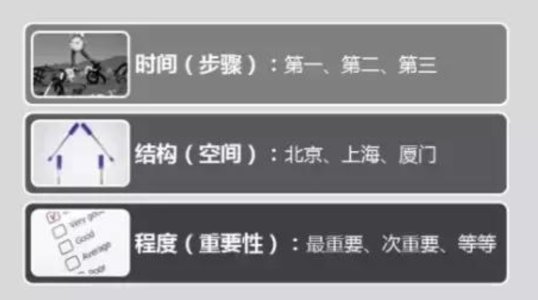 时间（步骤）：第一、第二、第三
结构（空间）：北京、上海、厦门
程度（重要性）：最重要、次重要、等等
Very good
Good
Average